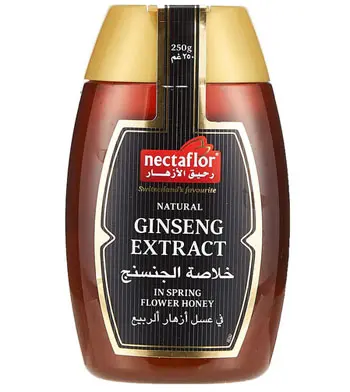 250g
٢٥٠ غم
nectaflor
رحيق الأزهار
Switzerland's favourite
NATURAL
GINSENG
EXTRACT
خلاصة الجنسنج
IN SPRING
FLOWER HONEY
في عسل أزهار الربيع